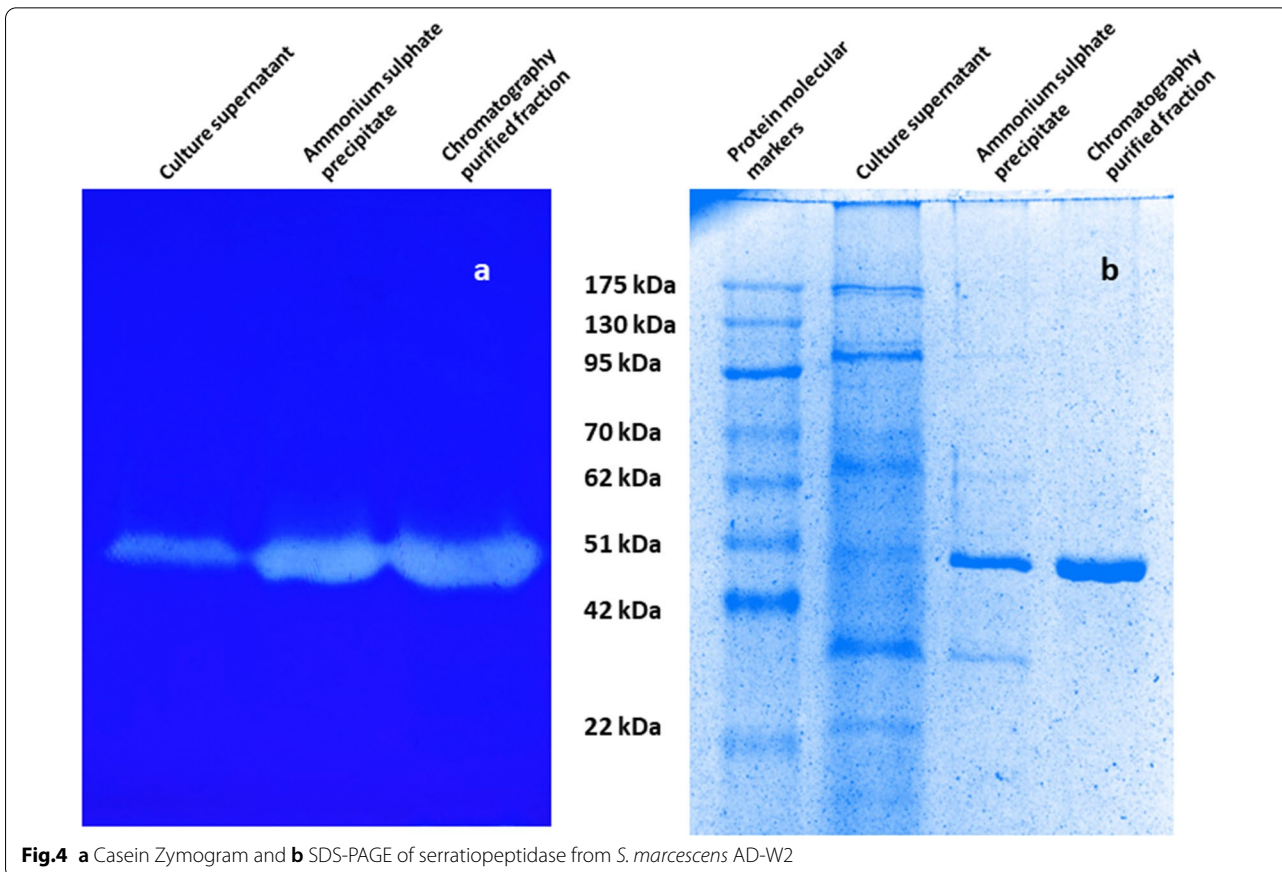 Culture supernatant
Ammonium sulphate
precipitate
Chromatography
purified fraction
Protein molecular
markers
Culture supernatant
Ammonium sulphate
precipitate
Chromatography
purified fraction
a
b
175 kDa
130 kDa
95 kDa
70 kDa
62 kDa
51 kDa
42 kDa
22 kDa
Fig.4 a Casein Zymogram and b SDS-PAGE of serratiopeptidase from S. marcescens AD-W2